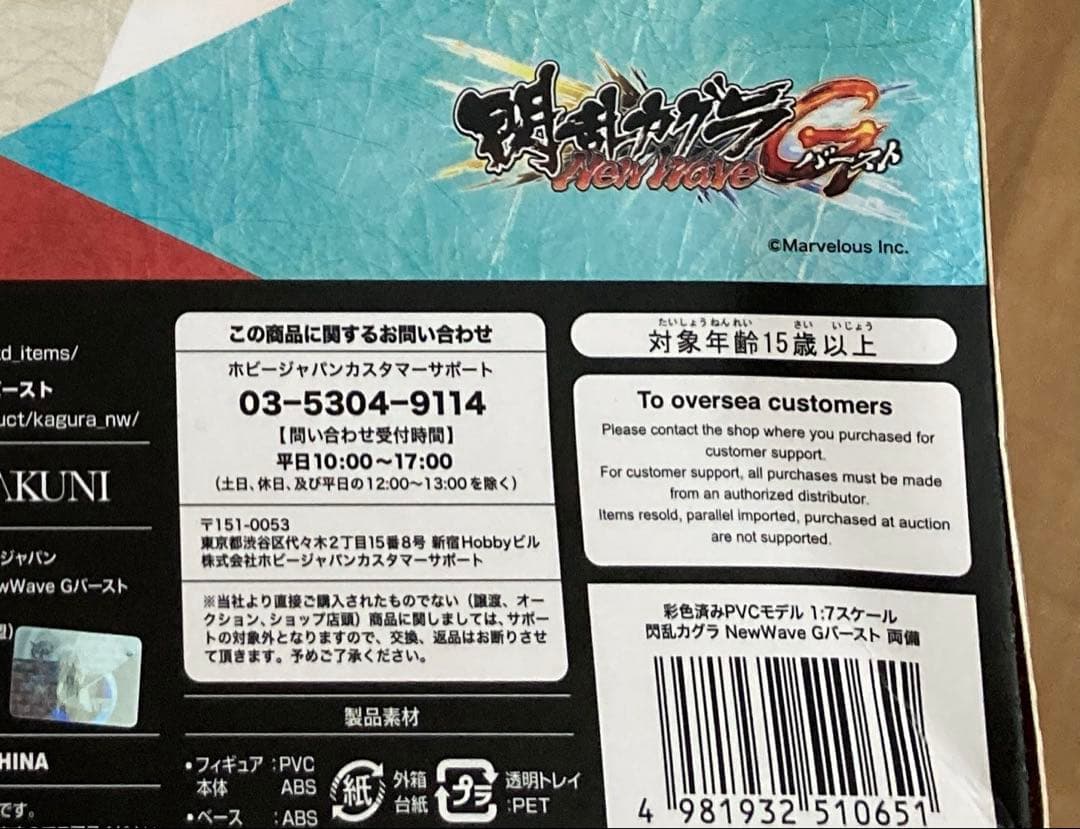 閃乱カグラ
NewWave
G バースト
©Marvelous Inc.
d_items/
ースト
uct/kagura_nw/
AKUNI
ジャパン
wWave Gバースト
HINA
です。
この商品に関するお問い合わせ
ホビージャパンカスタマーサポート
03-5304-9114
【問い合わせ受付時間】
平日10:00～17:00
（土日、休日、及び平日の12:00～13:00を除く）
〒151-0053
東京都渋谷区代々木2丁目15番8号 新宿Hobbyビル
株式会社ホビージャパンカスタマーサポート
※当社より直接ご購入されたものでない（譲渡、オー
クション、ショップ店頭）商品に関しましては、サポー
トの対象外となりますので、交換、返品はお断りさせ
て頂きます。予めご了承ください。
製品素材
•フィギュア :PVC
本体 ABS
•ベース :ABS
紙
外箱
台紙
プラ
透明トレイ
:PET
たいしょうねんれい さい いじょう
対象年齢15歳以上
To oversea customers
Please contact the shop where you purchased for
customer support.
For customer support, all purchases must be made
from an authorized distributor.
Items resold, parallel imported, purchased at auction
are not supported.
彩色済みPVCモデル 1:7スケール
閃乱カグラ NewWave Gバースト 両備
4 981932 510651